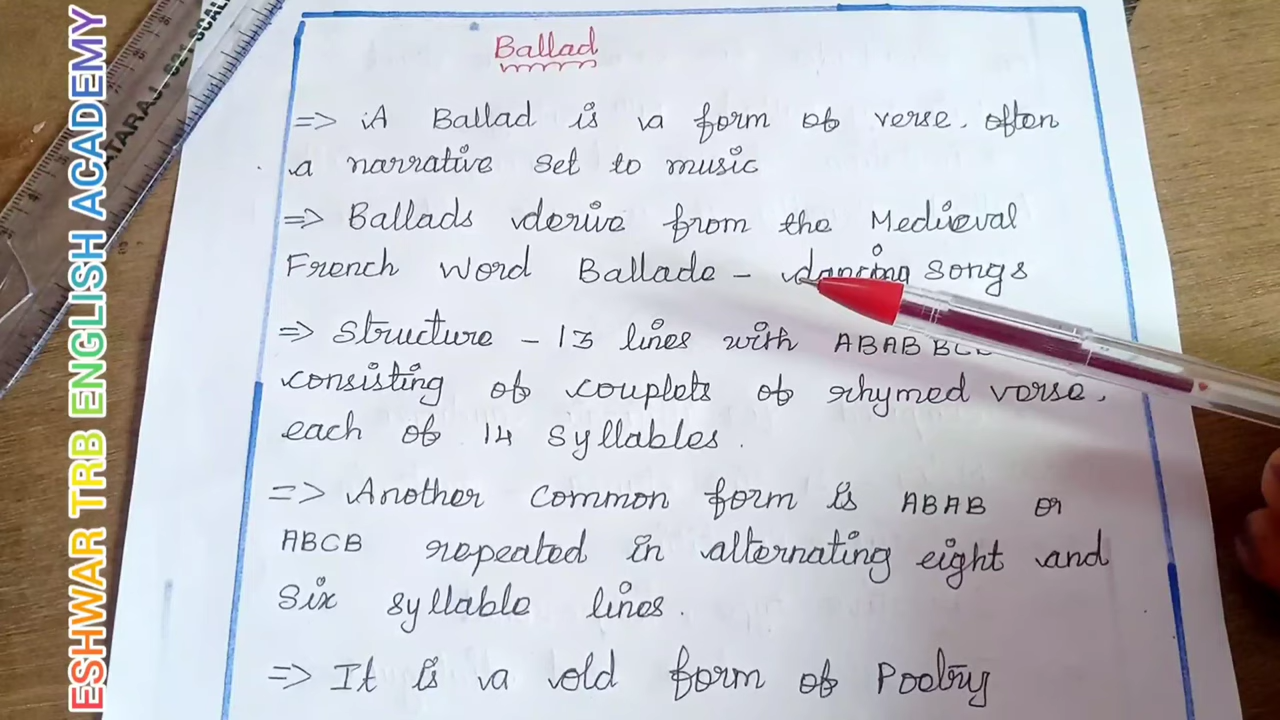 ESHWAR TRB ENGLISH ACADEMY
Ballad
=> A Ballad is a form of verse, often
a narrative set to music
=> Ballads derive from the Medieval
French word Ballade - dancing songs
=> Structure - 13 lines with ABAB
consisting of couplets of rhymed verse,
each of 14 syllables.
=> Another common form is ABAB or
ABCB repeated in alternating eight and
Six syllable lines.
=> It is a old form of Poetry